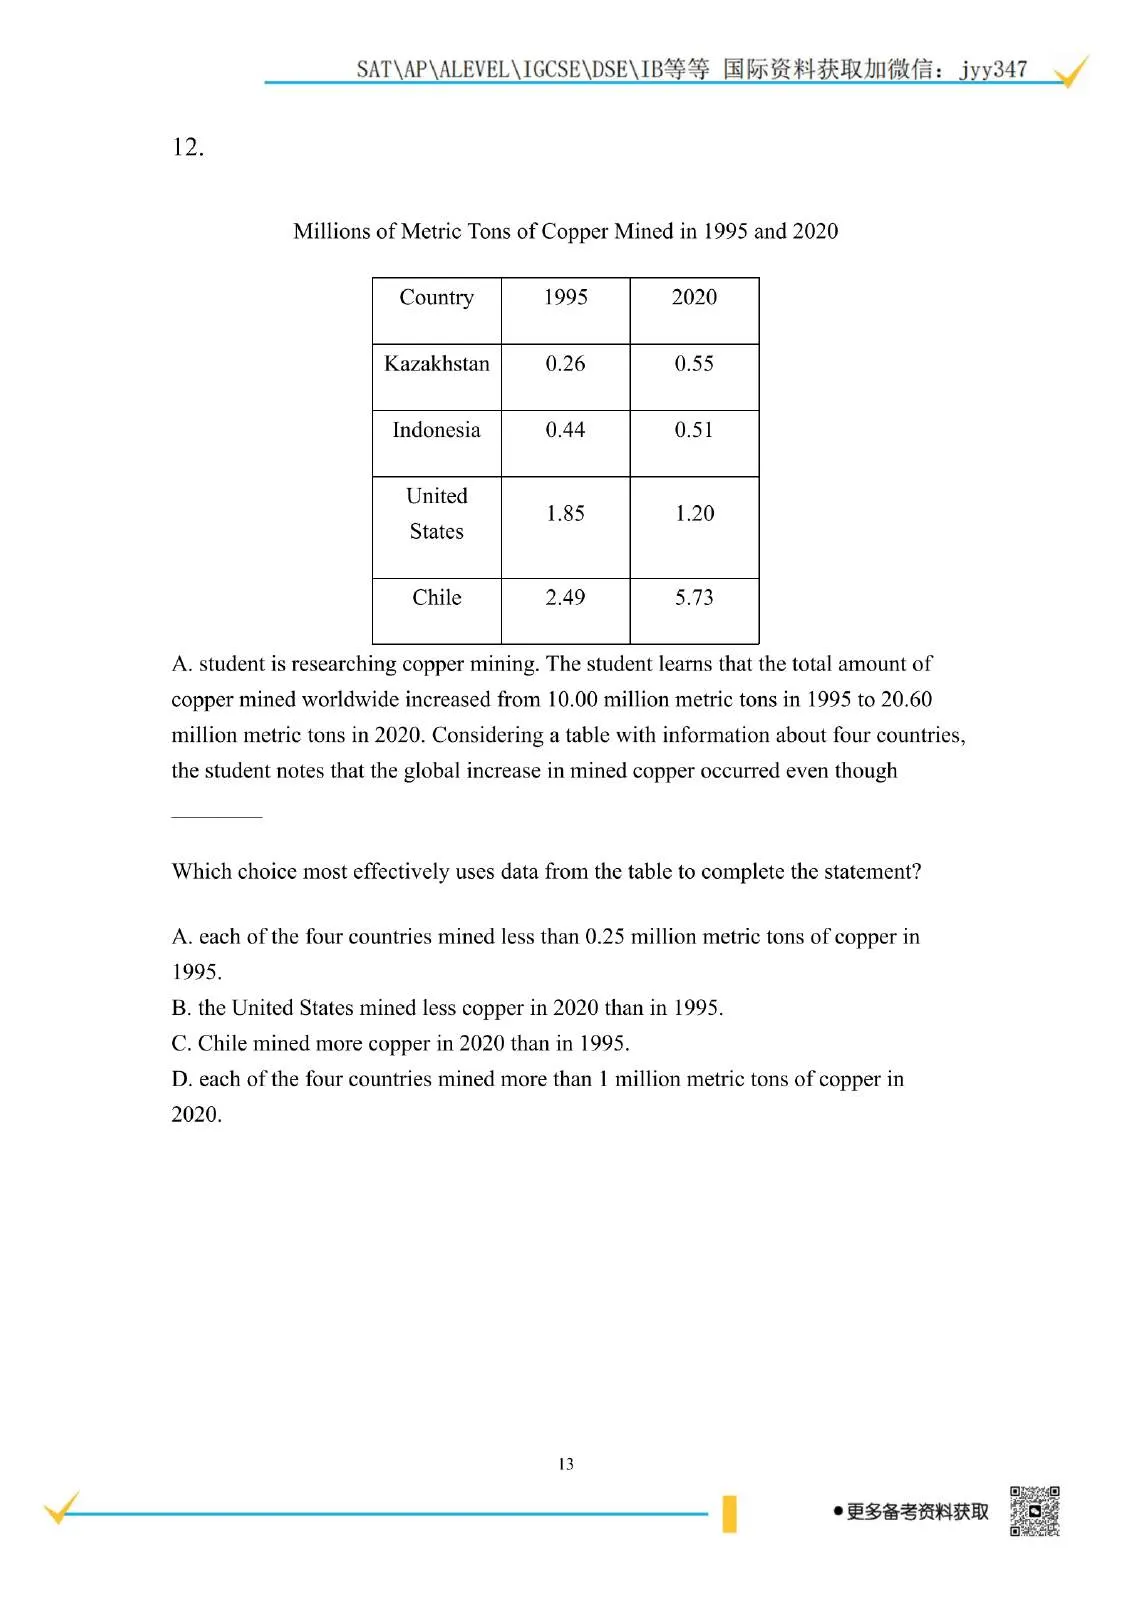 SAT\AP\ALEVEL\IGCSE\DSE\IB等等 国际资料获取加微信: jyy347
12.
Millions of Metric Tons of Copper Mined in 1995 and 2020
Country 1995 2020
Kazakhstan 0.26 0.55
Indonesia 0.44 0.51
United States 1.85 1.20
Chile 2.49 5.73
A. student is researching copper mining. The student learns that the total amount of
copper mined worldwide increased from 10.00 million metric tons in 1995 to 20.60
million metric tons in 2020. Considering a table with information about four countries,
the student notes that the global increase in mined copper occurred even though
________
Which choice most effectively uses data from the table to complete the statement?
A. each of the four countries mined less than 0.25 million metric tons of copper in
1995.
B. the United States mined less copper in 2020 than in 1995.
C. Chile mined more copper in 2020 than in 1995.
D. each of the four countries mined more than 1 million metric tons of copper in
2020.
13
●更多备考资料获取